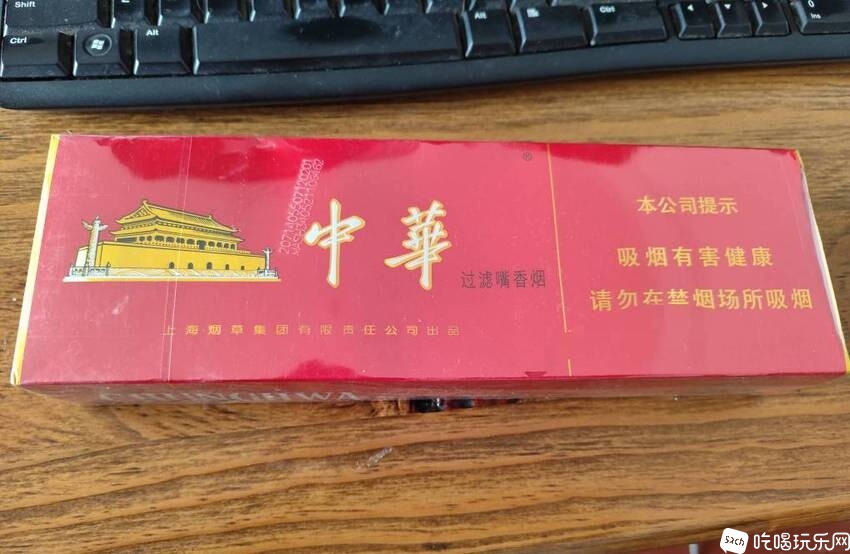 Shift
Ctrl
Alt
Alt
Ctrl
0
Ins
®
中華
过滤嘴香烟
上海烟草集团有限责任公司出品
本公司提示
吸烟有害健康
请勿在禁烟场所吸烟
CHUNGHWA
吃喝玩乐网